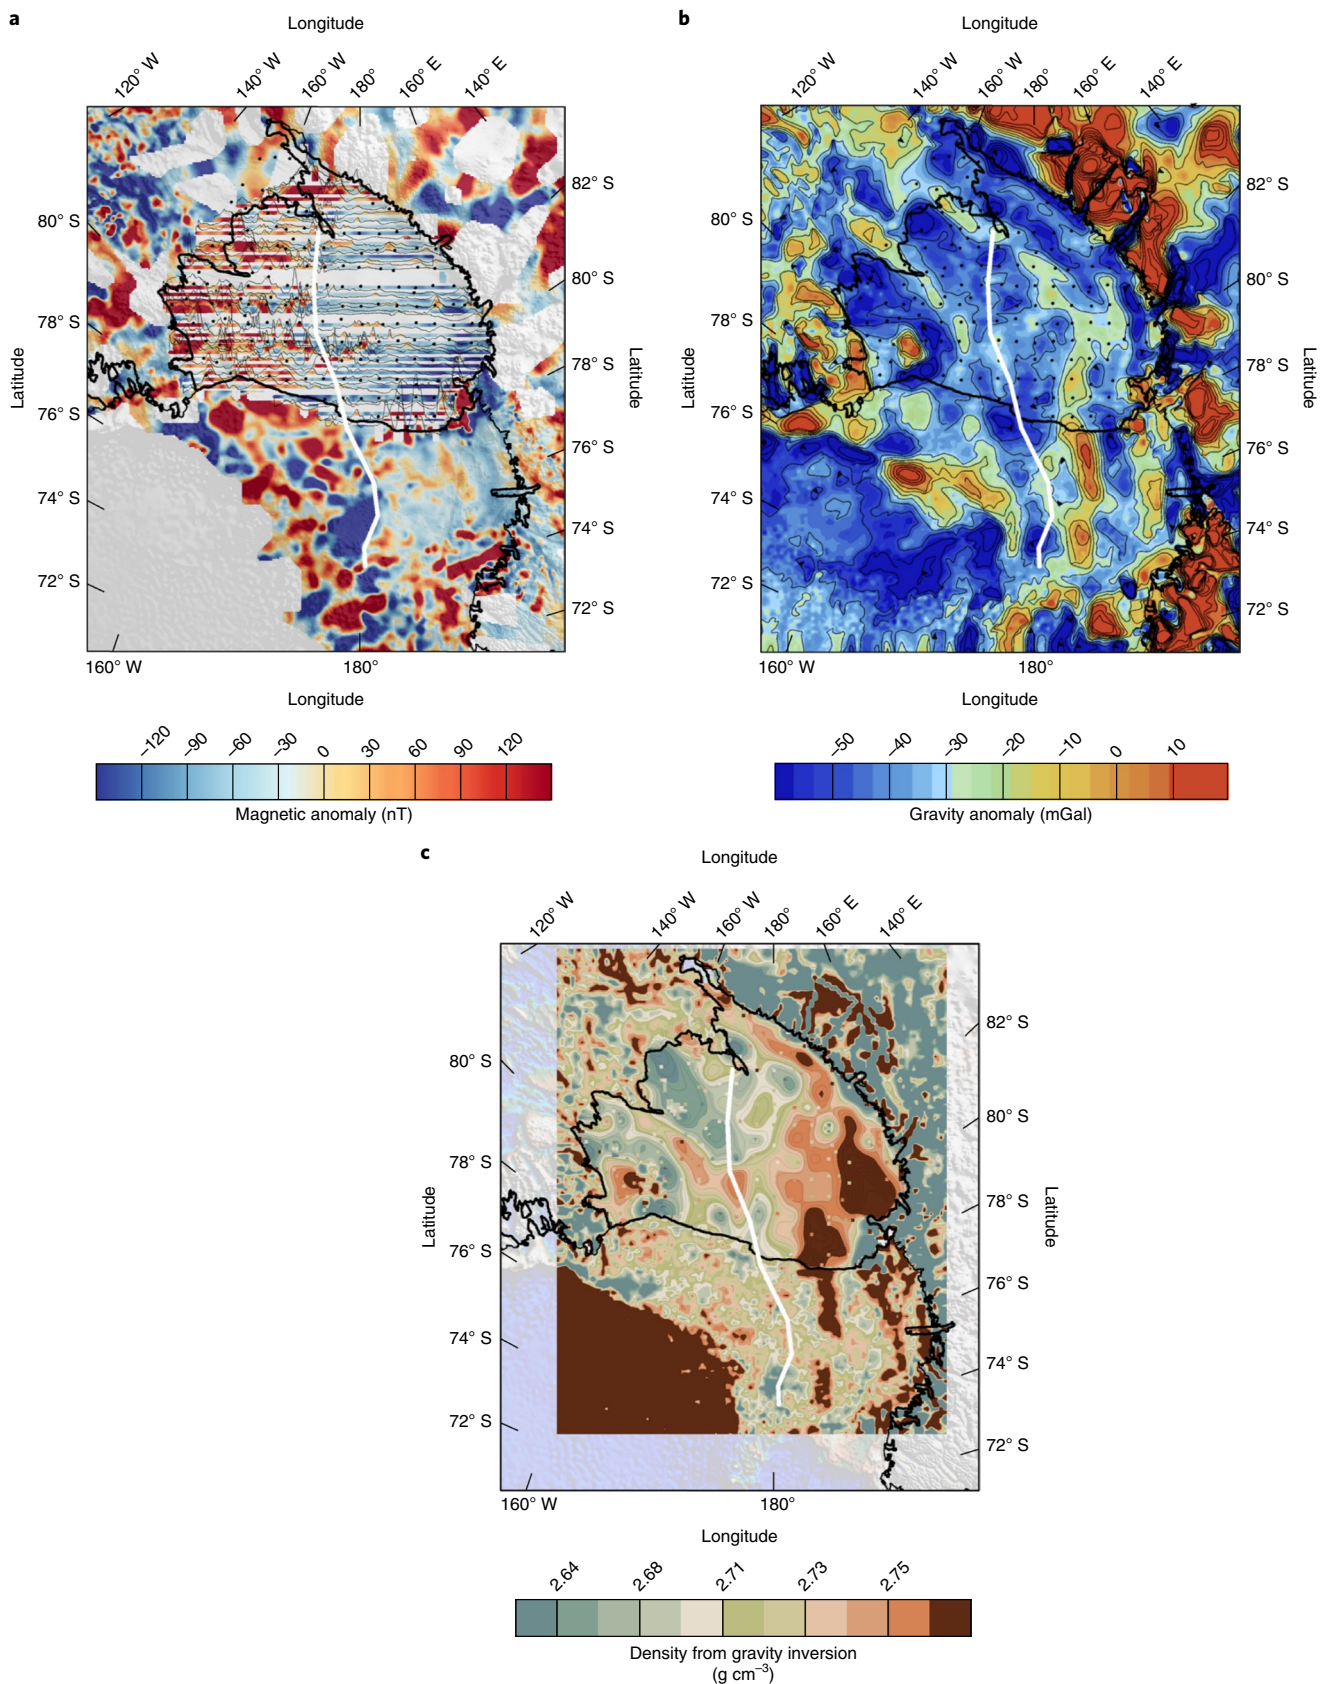 a
Longitude
120° W 140° W 160° W 180° 160° E 140° E
82° S
80° S
80° S
78° S
78° S
Latitude
Latitude
76° S
76° S
74° S
74° S
72° S
72° S
160° W 180°
Longitude
−120 −90 −60 −30 0 30 60 90 120
Magnetic anomaly (nT)
b
Longitude
120° W 140° W 160° W 180° 160° E 140° E
82° S
80° S
80° S
78° S
78° S
Latitude
Latitude
76° S
76° S
74° S
74° S
72° S
72° S
160° W 180°
Longitude
−50 −40 −30 −20 −10 0 10
Gravity anomaly (mGal)
c
Longitude
120° W 140° W 160° W 180° 160° E 140° E
82° S
80° S
80° S
78° S
78° S
Latitude
Latitude
76° S
76° S
74° S
74° S
72° S
72° S
160° W 180°
Longitude
2.64 2.68 2.71 2.73 2.75
Density from gravity inversion
(g cm⁻³)